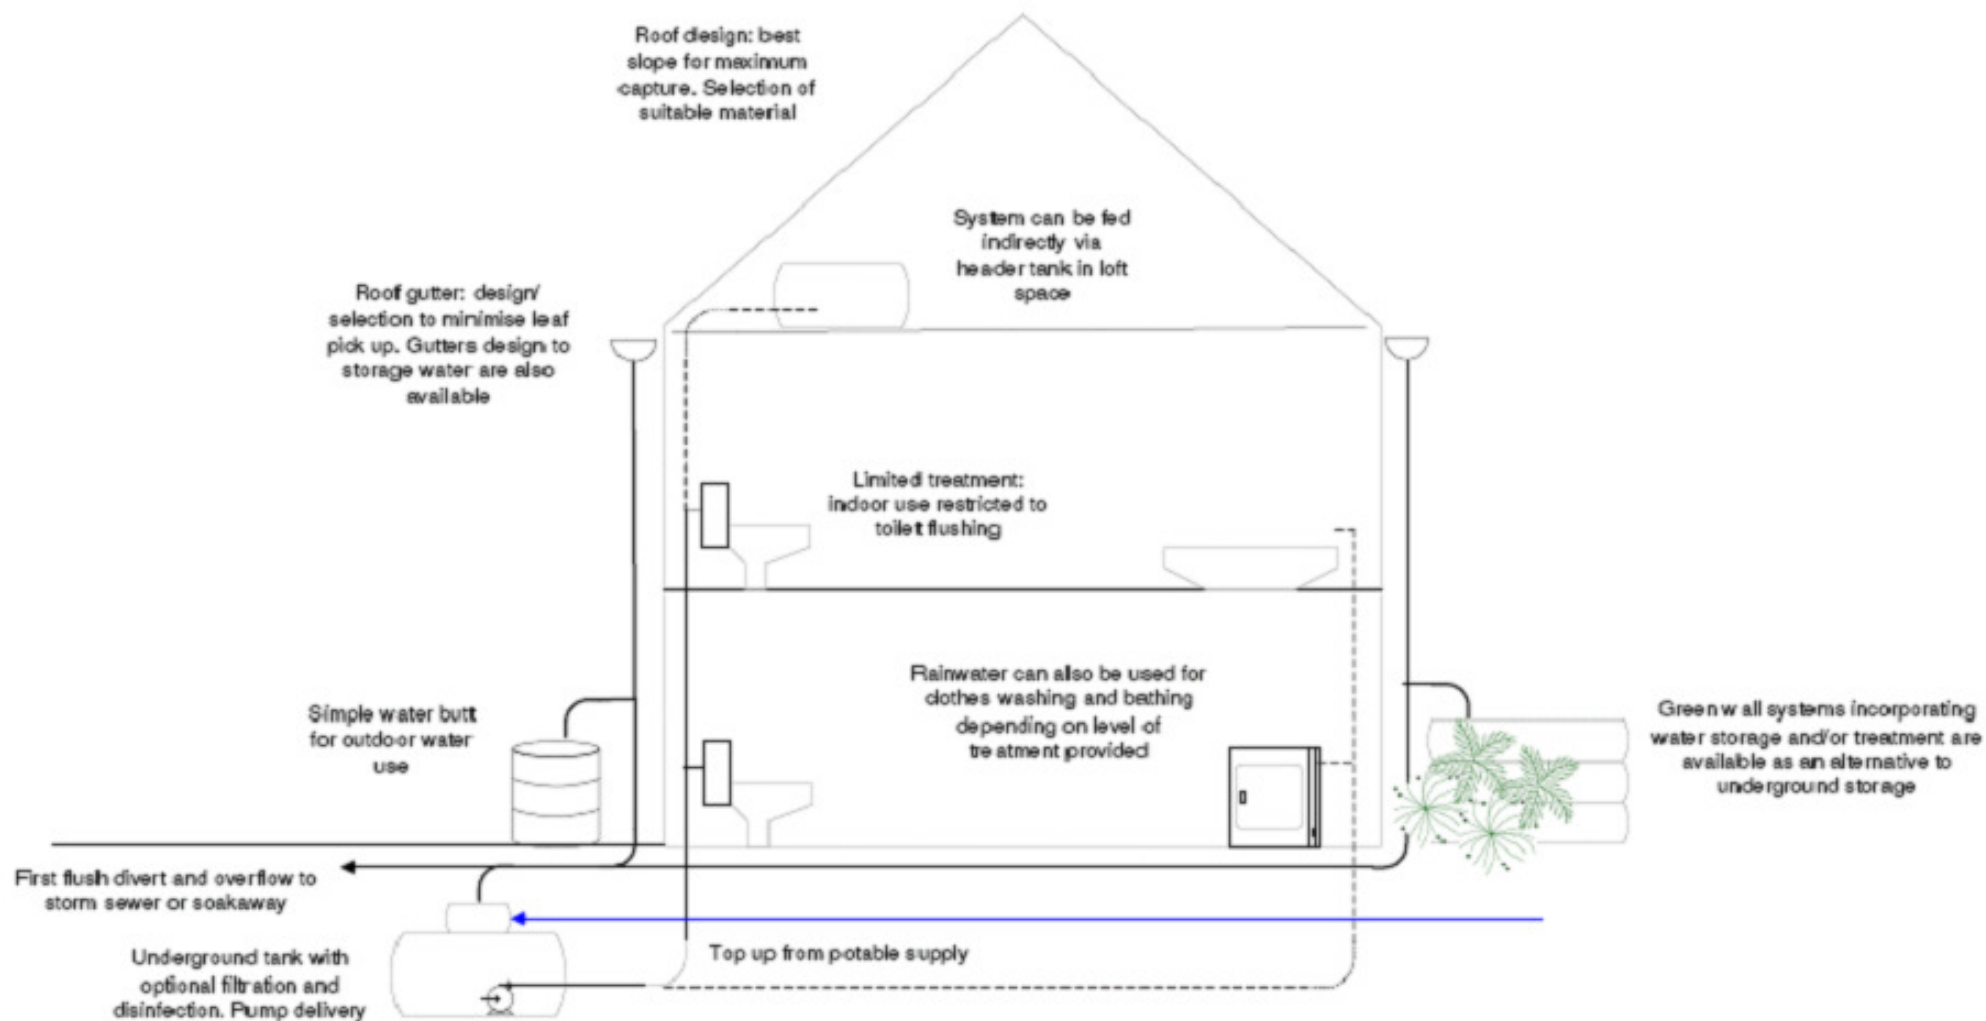 Roof design: best
slope for maximum
capture. Selection of
suitable material
System can be fed
indirectly via
header tank in loft
space
Roof gutter: design/
selection to minimise leaf
pick up. Gutters design to
storage water are also
available
Limited treatment:
indoor use restricted to
toilet flushing
Rainwater can also be used for
clothes washing and bathing
depending on level of
treatment provided
Simple water butt
for outdoor water
use
Green wall systems incorporating
water storage and/or treatment are
available as an alternative to
underground storage
First flush divert and overflow to
storm sewer or soakaway
Top up from potable supply
Underground tank with
optional filtration and
disinfection. Pump delivery